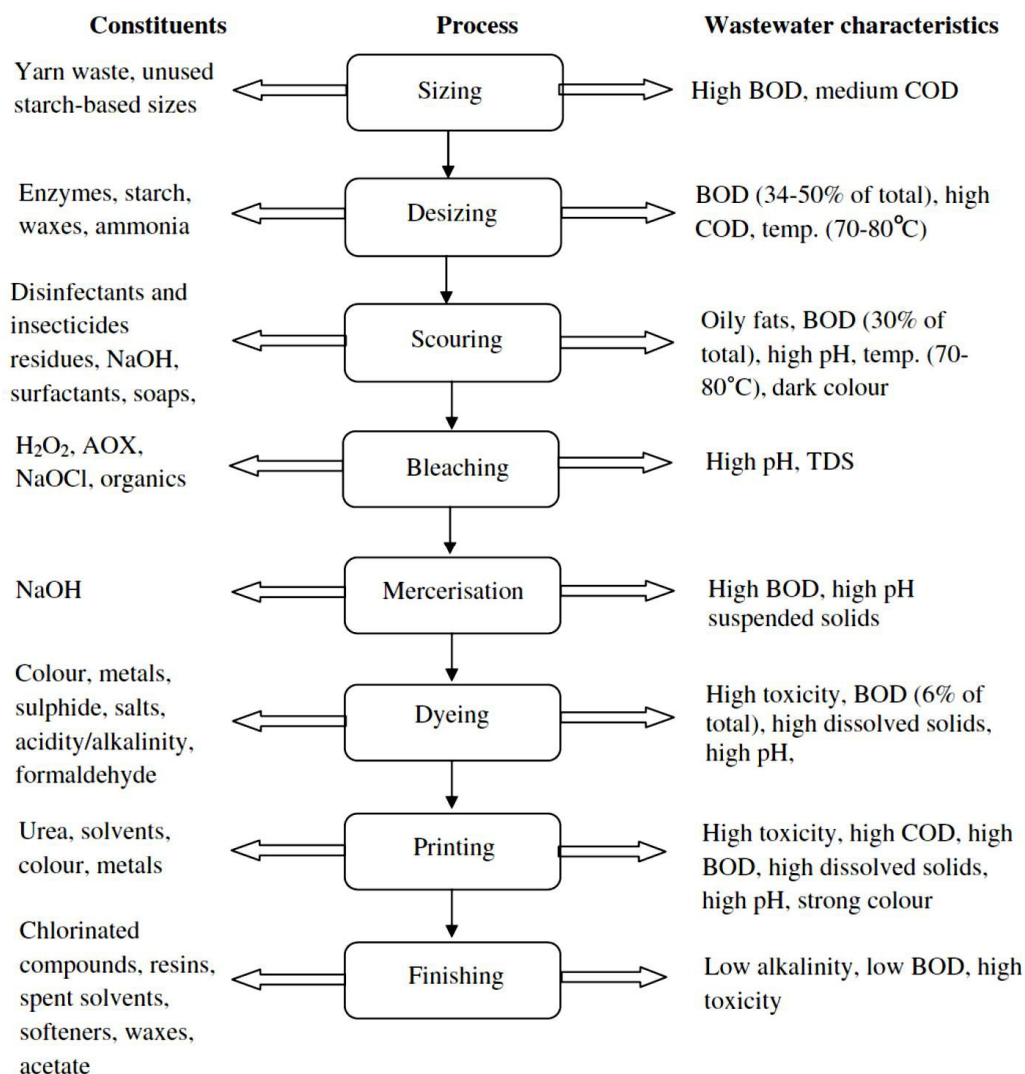 Constituents Process Wastewater characteristics
Yarn waste, unused
starch-based sizes
Sizing
High BOD, medium COD
Enzymes, starch,
waxes, ammonia
Desizing
BOD (34-50% of total), high
COD, temp. (70-80°C)
Disinfectants and
insecticides
residues, NaOH,
surfactants, soaps,
Scouring
Oily fats, BOD (30% of
total), high pH, temp. (70-
80°C), dark colour
H₂O₂, AOX,
NaOCl, organics
Bleaching
High pH, TDS
NaOH
Mercerisation
High BOD, high pH
suspended solids
Colour, metals,
sulphide, salts,
acidity/alkalinity,
formaldehyde
Dyeing
High toxicity, BOD (6% of
total), high dissolved solids,
high pH,
Urea, solvents,
colour, metals
Printing
High toxicity, high COD, high
BOD, high dissolved solids,
high pH, strong colour
Chlorinated
compounds, resins,
spent solvents,
softeners, waxes,
acetate
Finishing
Low alkalinity, low BOD, high
toxicity